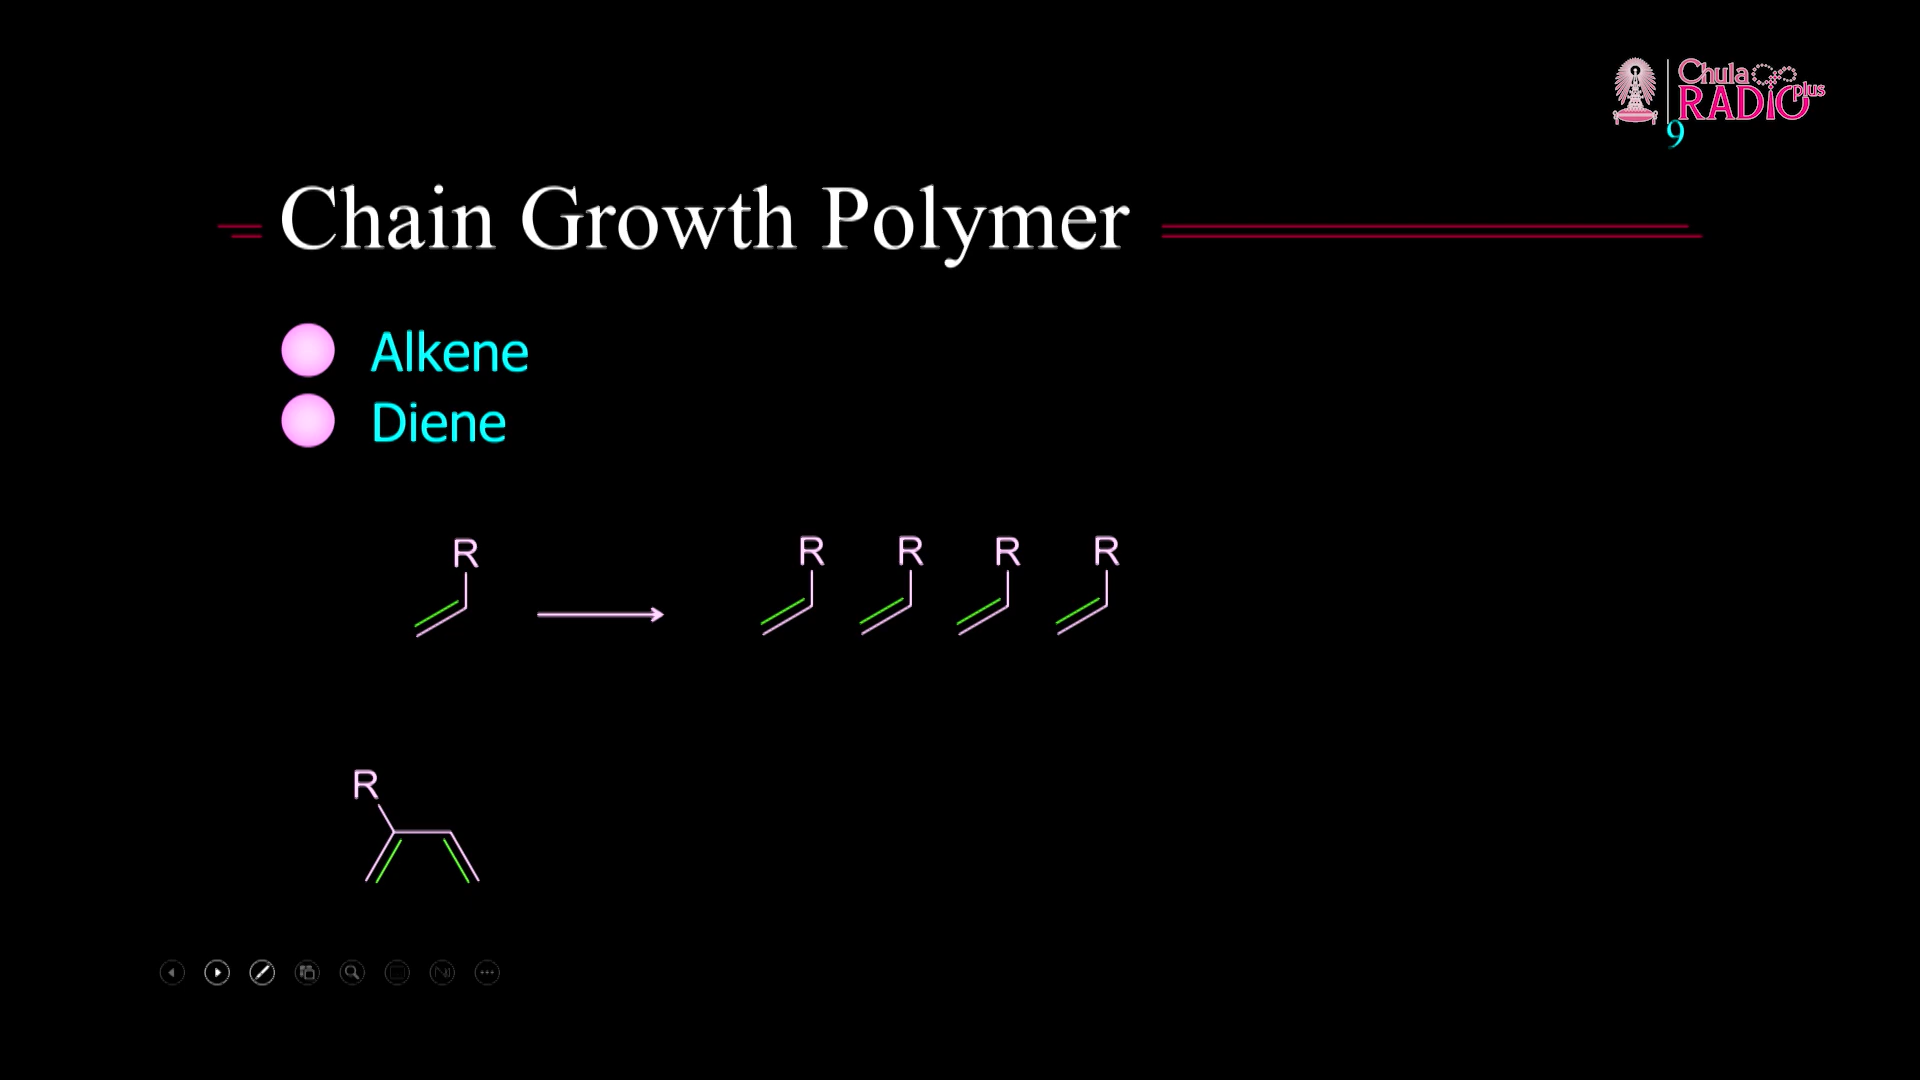 Chula
RADIO plus
9
Chain Growth Polymer
Alkene
Diene
R
R R R R
R